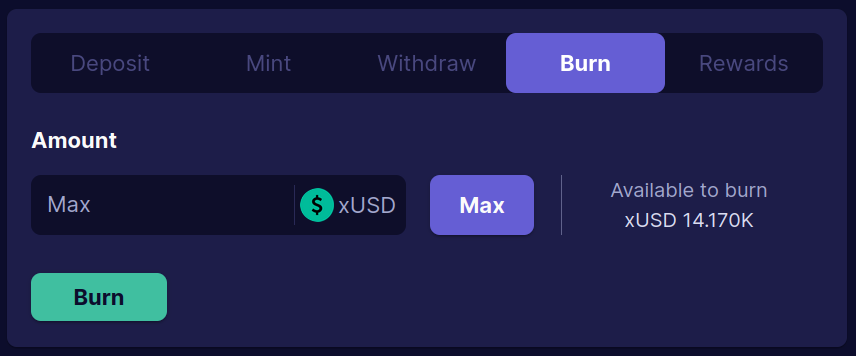 Deposit Mint Withdraw Burn Rewards
Amount
Max $ xUSD Max Available to burn
xUSD 14.170K
Burn